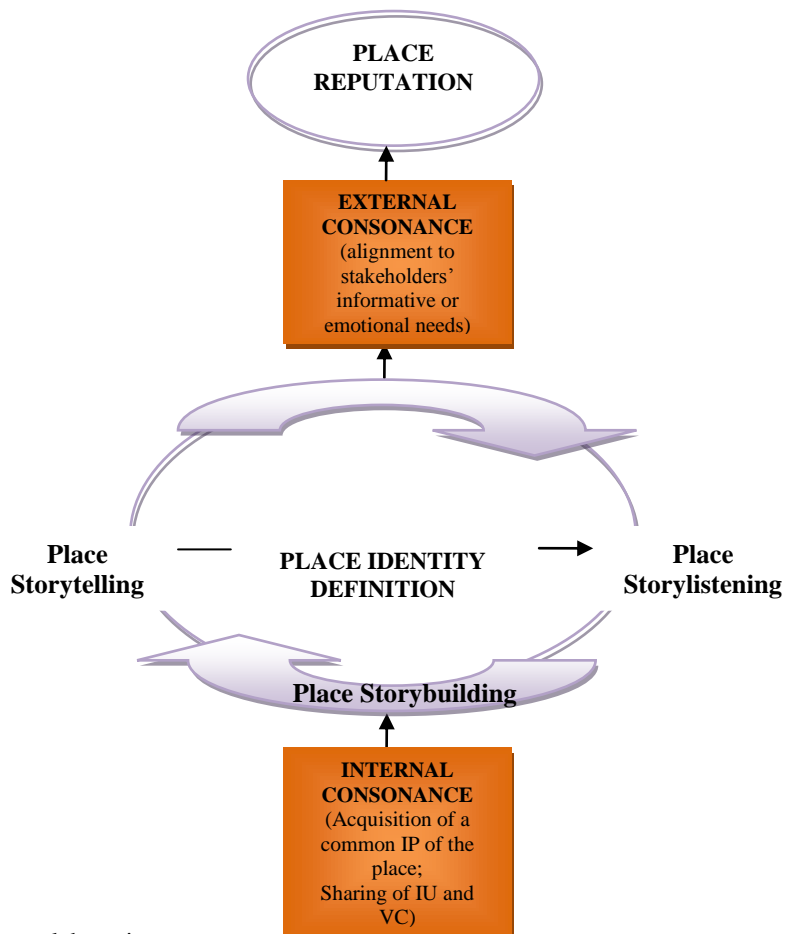 PLACE
REPUTATION
EXTERNAL
CONSONANCE
(alignment to
stakeholders'
informative or
emotional needs)
Place
Storytelling
PLACE IDENTITY
DEFINITION
Place
Storylistening
Place Storybuilding
INTERNAL
CONSONANCE
(Acquisition of a
common IP of the
place;
Sharing of IU and
VC)